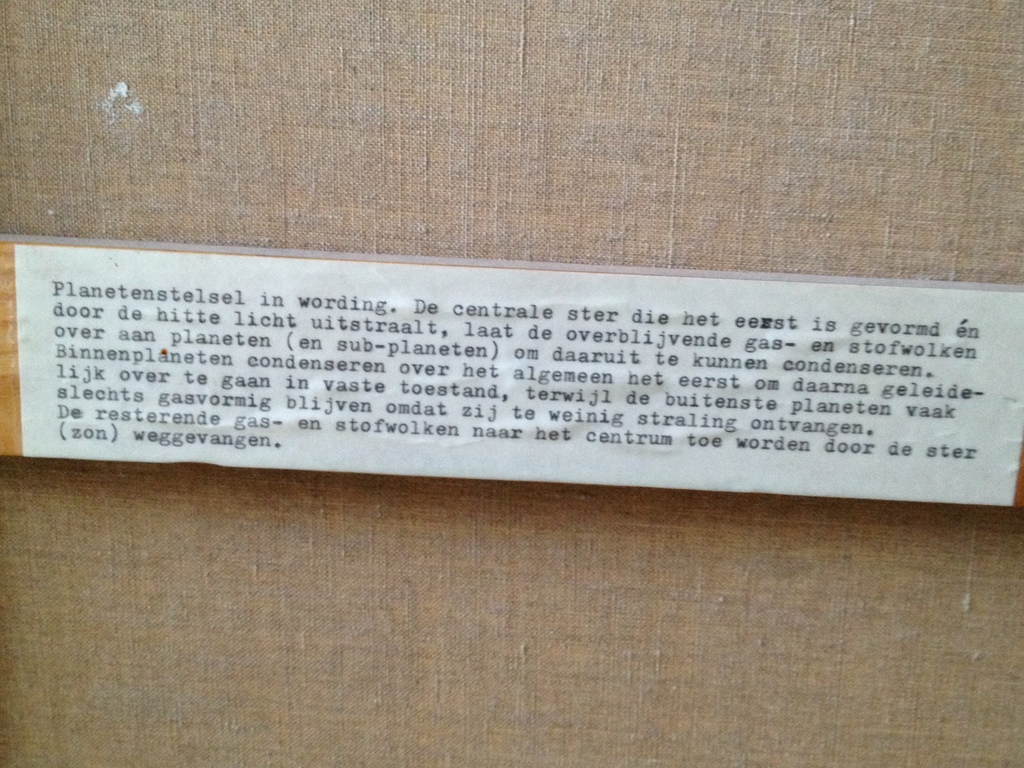 Planetenstelsel in wording. De centrale ster die het eerst is gevormd én
door de hitte licht uitstraalt, laat de overblijvende gas- en stofwolken
over aan planeten (en sub-planeten) om daaruit te kunnen condenseren.
Binnenplaneten condenseren over het algemeen het eerst om daarna geleide-
lijk over te gaan in vaste toestand, terwijl de buitenste planeten vaak
slechts gasvormig blijven omdat zij te weinig straling ontvangen.
De resterende gas- en stofwolken naar het centrum toe worden door de ster
(zon) weggevangen.